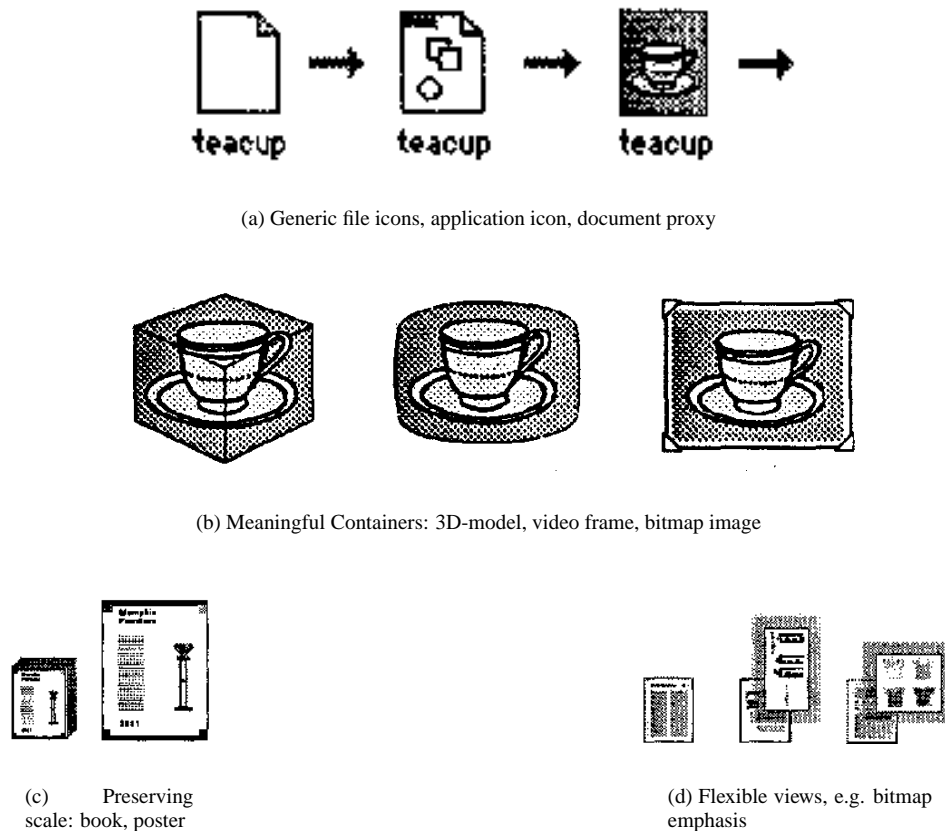 teacup teacup teacup
(a) Generic file icons, application icon, document proxy
(b) Meaningful Containers: 3D-model, video frame, bitmap image
(c) Preserving
scale: book, poster
(d) Flexible views, e.g. bitmap
emphasis